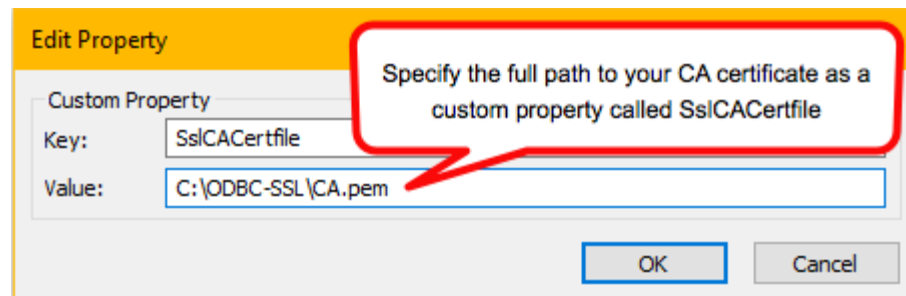 Edit Property
Specify the full path to your CA certificate as a
custom property called SslCACertfile
Custom Property
Key:
SslCACertfile
Value:
C:\ODBC-SSL\CA.pem
OK
Cancel